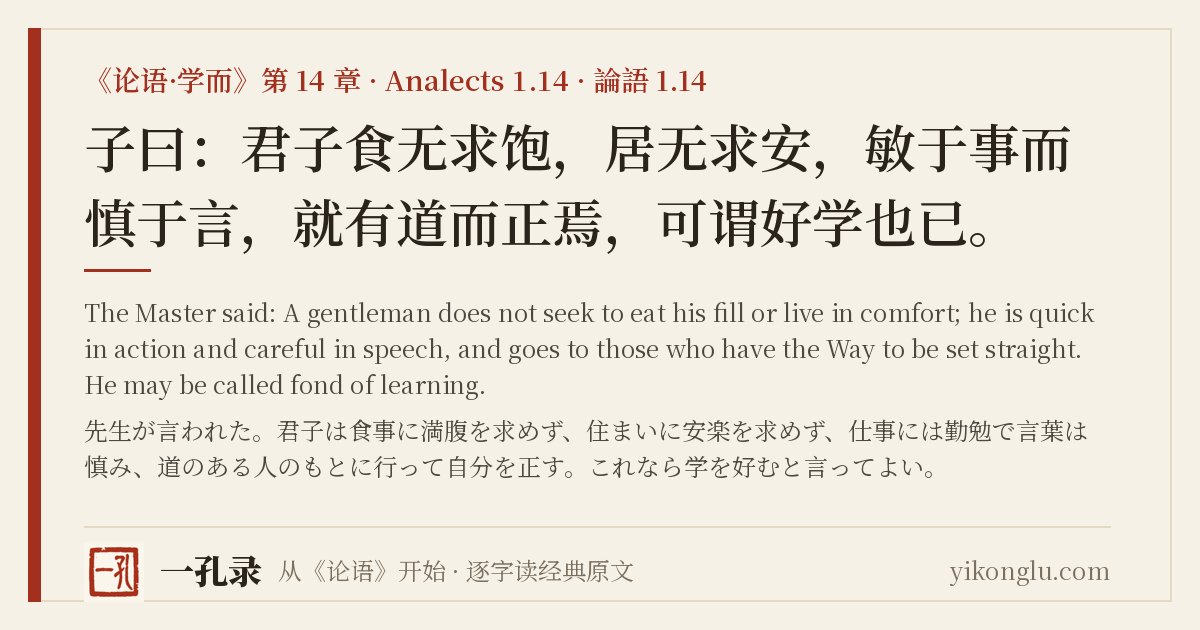 《论语·学而》第 14 章 · Analects 1.14 · 論語 1.14
子曰：君子食无求饱，居无求安，敏于事而
慎于言，就有道而正焉，可谓好学也已。
The Master said: A gentleman does not seek to eat his fill or live in comfort; he is quick
in action and careful in speech, and goes to those who have the Way to be set straight.
He may be called fond of learning.
先生が言われた。君子は食事に満腹を求めず、住まいに安楽を求めず、仕事には勤勉で言葉は
慎み、道のある人のもとに行って自分を正す。これなら学を好むと言ってよい。
一孔
一孔录
从《论语》开始 · 逐字读经典原文
yikonglu.com